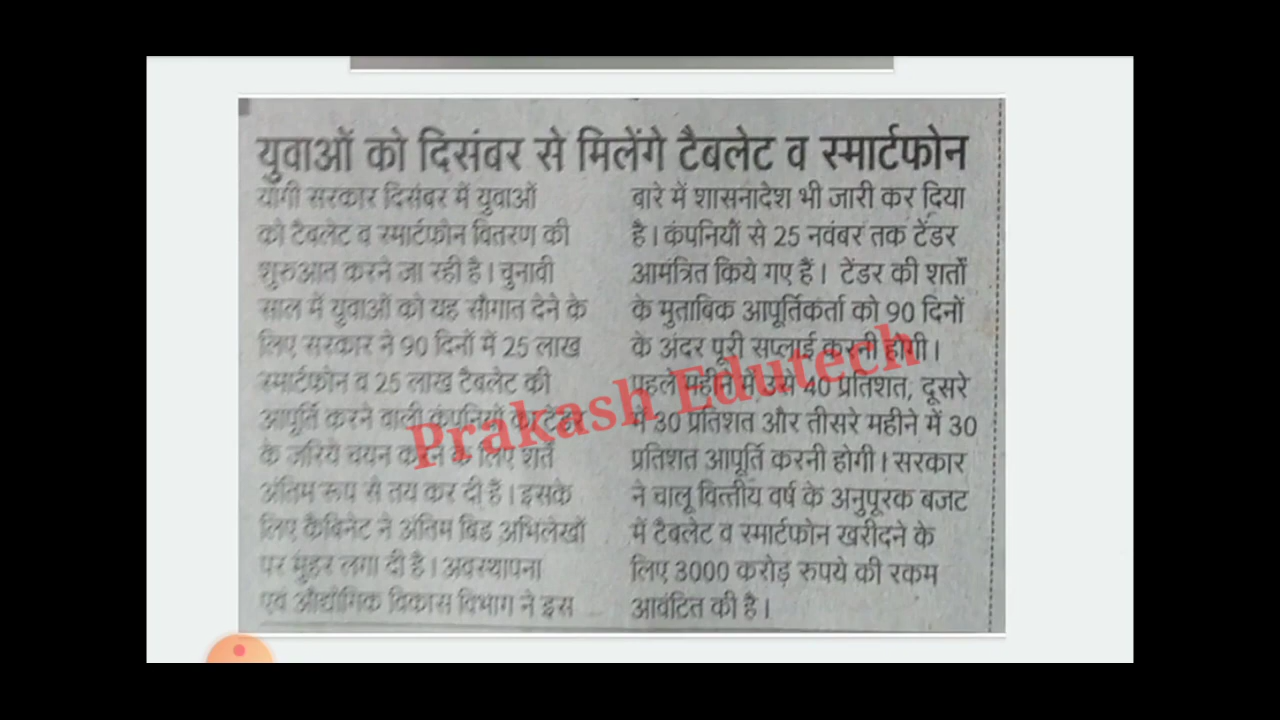 युवाओं को दिसंबर से मिलेंगे टैबलेट व स्मार्टफोन
योगी सरकार दिसंबर में युवाओं
को टैबलेट व स्मार्टफोन वितरण की
शुरुआत करने जा रही है। चुनावी
साल में युवाओं को यह सौगात देने के
लिए सरकार ने 90 दिनों में 25 लाख
स्मार्टफोन व 25 लाख टैबलेट की
आपूर्ति करने वाली कंपनियों का टेंडर
के जरिये चयन करने के लिए शर्तें
अंतिम रूप से तय कर दी हैं। इसके
लिए कैबिनेट ने अंतिम बिड अभिलेखों
पर मुहर लगा दी है। अवस्थापना
एवं औद्योगिक विकास विभाग ने इस
बारे में शासनादेश भी जारी कर दिया
है। कंपनियों से 25 नवंबर तक टेंडर
आमंत्रित किये गए हैं। टेंडर की शर्तों
के मुताबिक आपूर्तिकर्ता को 90 दिनों
के अंदर पूरी सप्लाई करनी होगी।
पहले महीने में उसे 40 प्रतिशत, दूसरे
में 30 प्रतिशत और तीसरे महीने में 30
प्रतिशत आपूर्ति करनी होगी। सरकार
ने चालू वित्तीय वर्ष के अनुपूरक बजट
में टैबलेट व स्मार्टफोन खरीदने के
लिए 3000 करोड़ रुपये की रकम
आवंटित की है।
Prakash Edutech